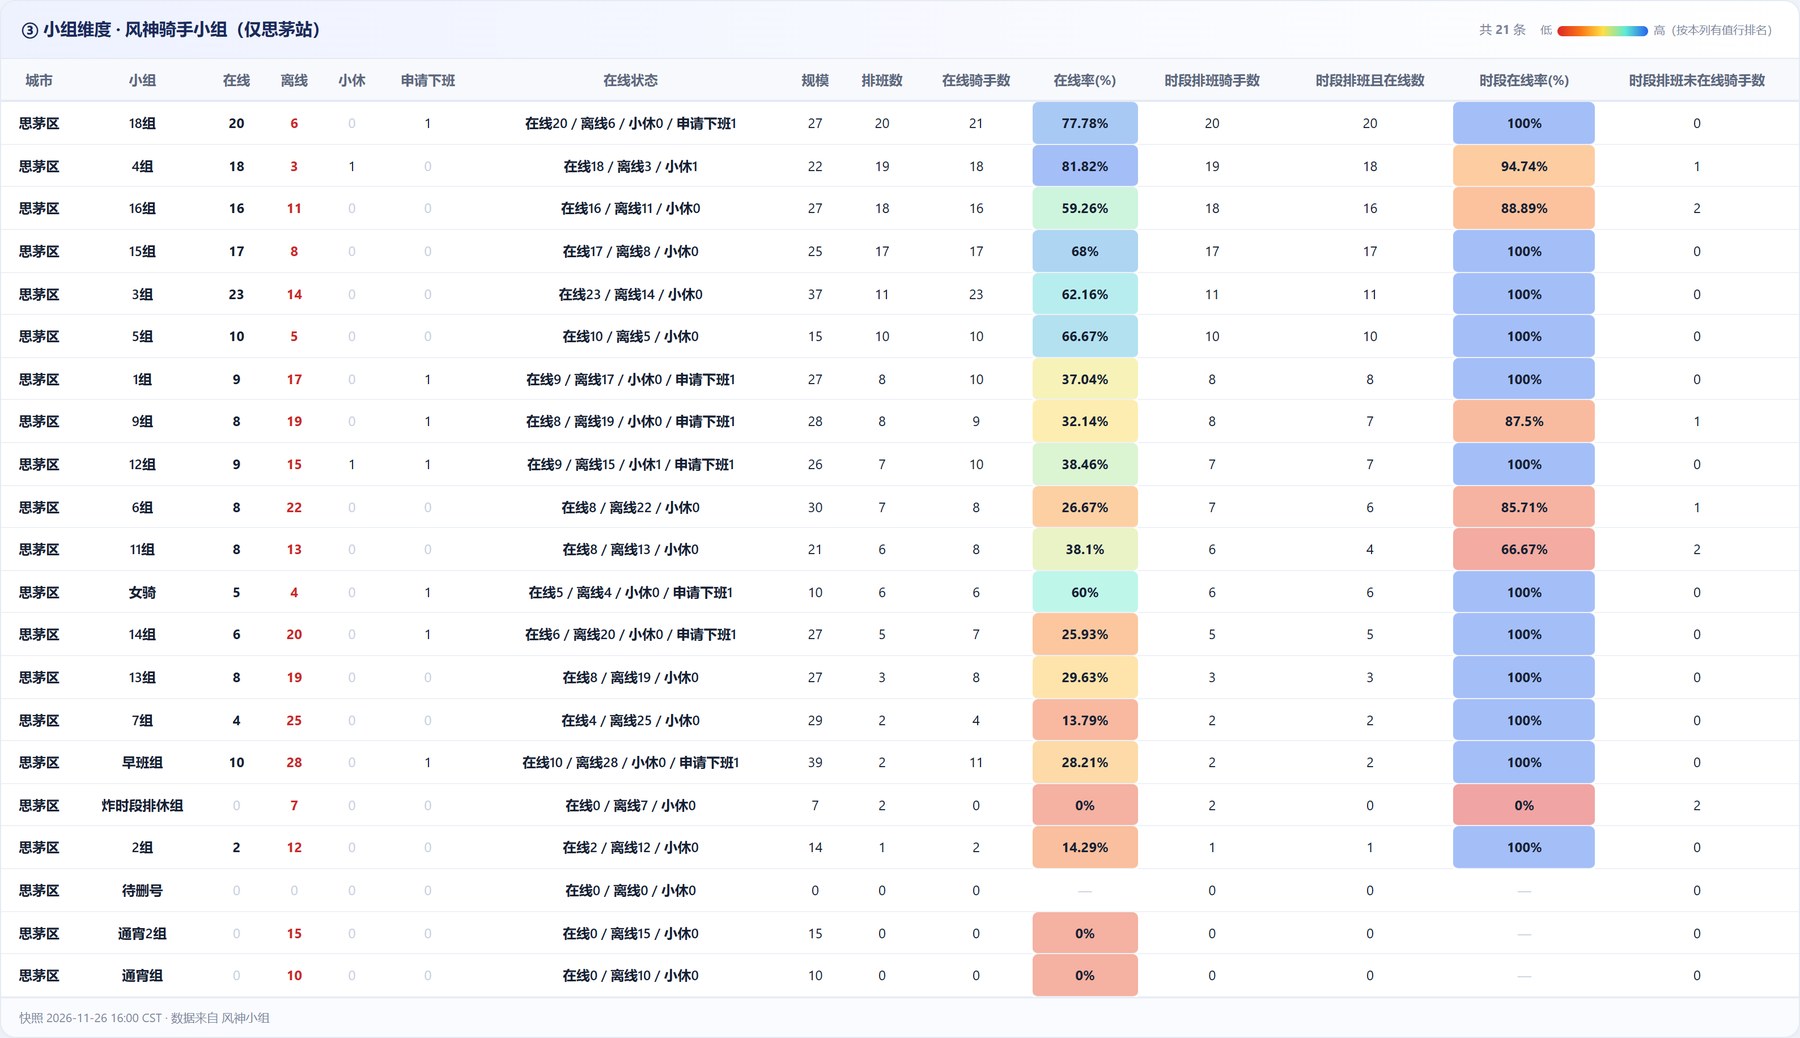 ③ 小组维度 · 风神骑手小组（仅思茅站）
共 21 条 低 高 (按本列有值行排名)
城市 小组 在线 离线 小休 申请下班 在线状态 规模 排班数 在线骑手数 在线率(%) 时段排班骑手数 时段排班且在线数 时段在线率(%) 时段排班未在线骑手数
思茅区 18组 20 6 0 1 在线20 / 离线6 / 小休0 / 申请下班1 27 20 21 77.78% 20 20 100% 0
思茅区 4组 18 3 1 0 在线18 / 离线3 / 小休1 22 19 18 81.82% 19 18 94.74% 1
思茅区 16组 16 11 0 0 在线16 / 离线11 / 小休0 27 18 16 59.26% 18 16 88.89% 2
思茅区 15组 17 8 0 0 在线17 / 离线8 / 小休0 25 17 17 68% 17 17 100% 0
思茅区 3组 23 14 0 0 在线23 / 离线14 / 小休0 37 11 23 62.16% 11 11 100% 0
思茅区 5组 10 5 0 0 在线10 / 离线5 / 小休0 15 10 10 66.67% 10 10 100% 0
思茅区 1组 9 17 0 1 在线9 / 离线17 / 小休0 / 申请下班1 27 8 10 37.04% 8 8 100% 0
思茅区 9组 8 19 0 1 在线8 / 离线19 / 小休0 / 申请下班1 28 8 9 32.14% 8 7 87.5% 1
思茅区 12组 9 15 1 1 在线9 / 离线15 / 小休1 / 申请下班1 26 7 10 38.46% 7 7 100% 0
思茅区 6组 8 22 0 0 在线8 / 离线22 / 小休0 30 7 8 26.67% 7 6 85.71% 1
思茅区 11组 8 13 0 0 在线8 / 离线13 / 小休0 21 6 8 38.1% 6 4 66.67% 2
思茅区 女骑 5 4 0 1 在线5 / 离线4 / 小休0 / 申请下班1 10 6 6 60% 6 6 100% 0
思茅区 14组 6 20 0 1 在线6 / 离线20 / 小休0 / 申请下班1 27 5 7 25.93% 5 5 100% 0
思茅区 13组 8 19 0 0 在线8 / 离线19 / 小休0 27 3 8 29.63% 3 3 100% 0
思茅区 7组 4 25 0 0 在线4 / 离线25 / 小休0 29 2 4 13.79% 2 2 100% 0
思茅区 早班组 10 28 0 1 在线10 / 离线28 / 小休0 / 申请下班1 39 2 11 28.21% 2 2 100% 0
思茅区 炸时段排休组 0 7 0 0 在线0 / 离线7 / 小休0 7 2 0 0% 2 0 0% 2
思茅区 2组 2 12 0 0 在线2 / 离线12 / 小休0 14 1 2 14.29% 1 1 100% 0
思茅区 待删号 0 0 0 0 在线0 / 离线0 / 小休0 0 0 0 — 0 0 — 0
思茅区 通宵2组 0 15 0 0 在线0 / 离线15 / 小休0 15 0 0 0% 0 0 — 0
思茅区 通宵组 0 10 0 0 在线0 / 离线10 / 小休0 10 0 0 0% 0 0 — 0
快照 2026-11-26 16:00 CST · 数据来自 风神小组